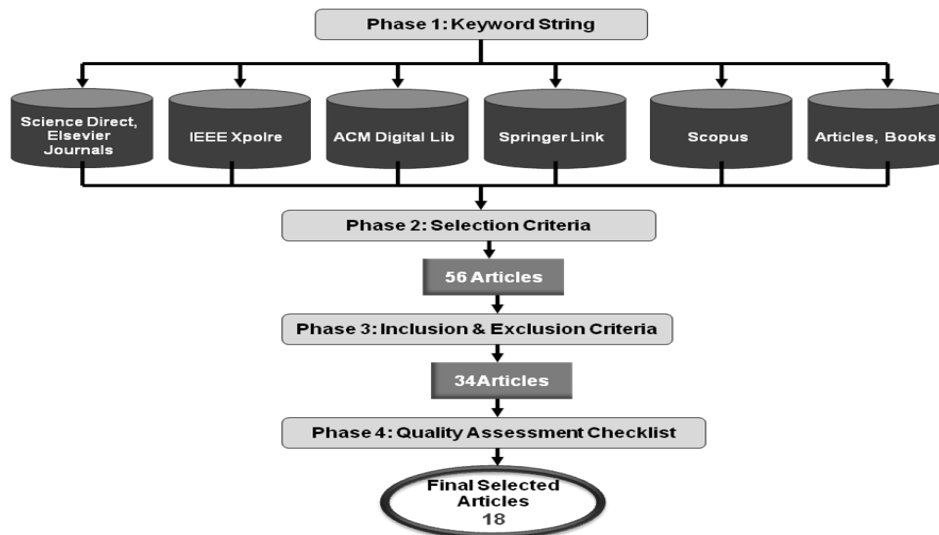 Phase 1: Keyword String
Science Direct,
Elsevier
Journals
IEEE Xpolre
ACM Digital Lib
Springer Link
Scopus
Articles, Books
Phase 2: Selection Criteria
56 Articles
Phase 3: Inclusion & Exclusion Criteria
34Articles
Phase 4: Quality Assessment Checklist
Final Selected
Articles
18